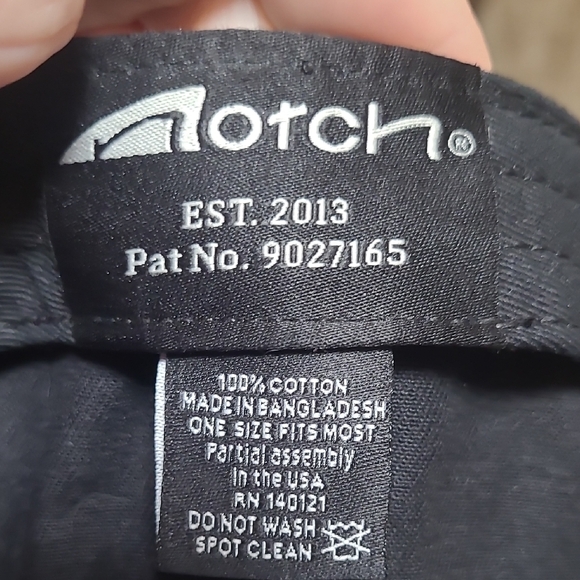 notch®
EST. 2013
Pat No. 9027165
100% COTTON
MADE IN BANGLADESH
ONE SIZE FITS MOST
Partial assembly
In the USA
RN 140121
DO NOT WASH
SPOT CLEAN